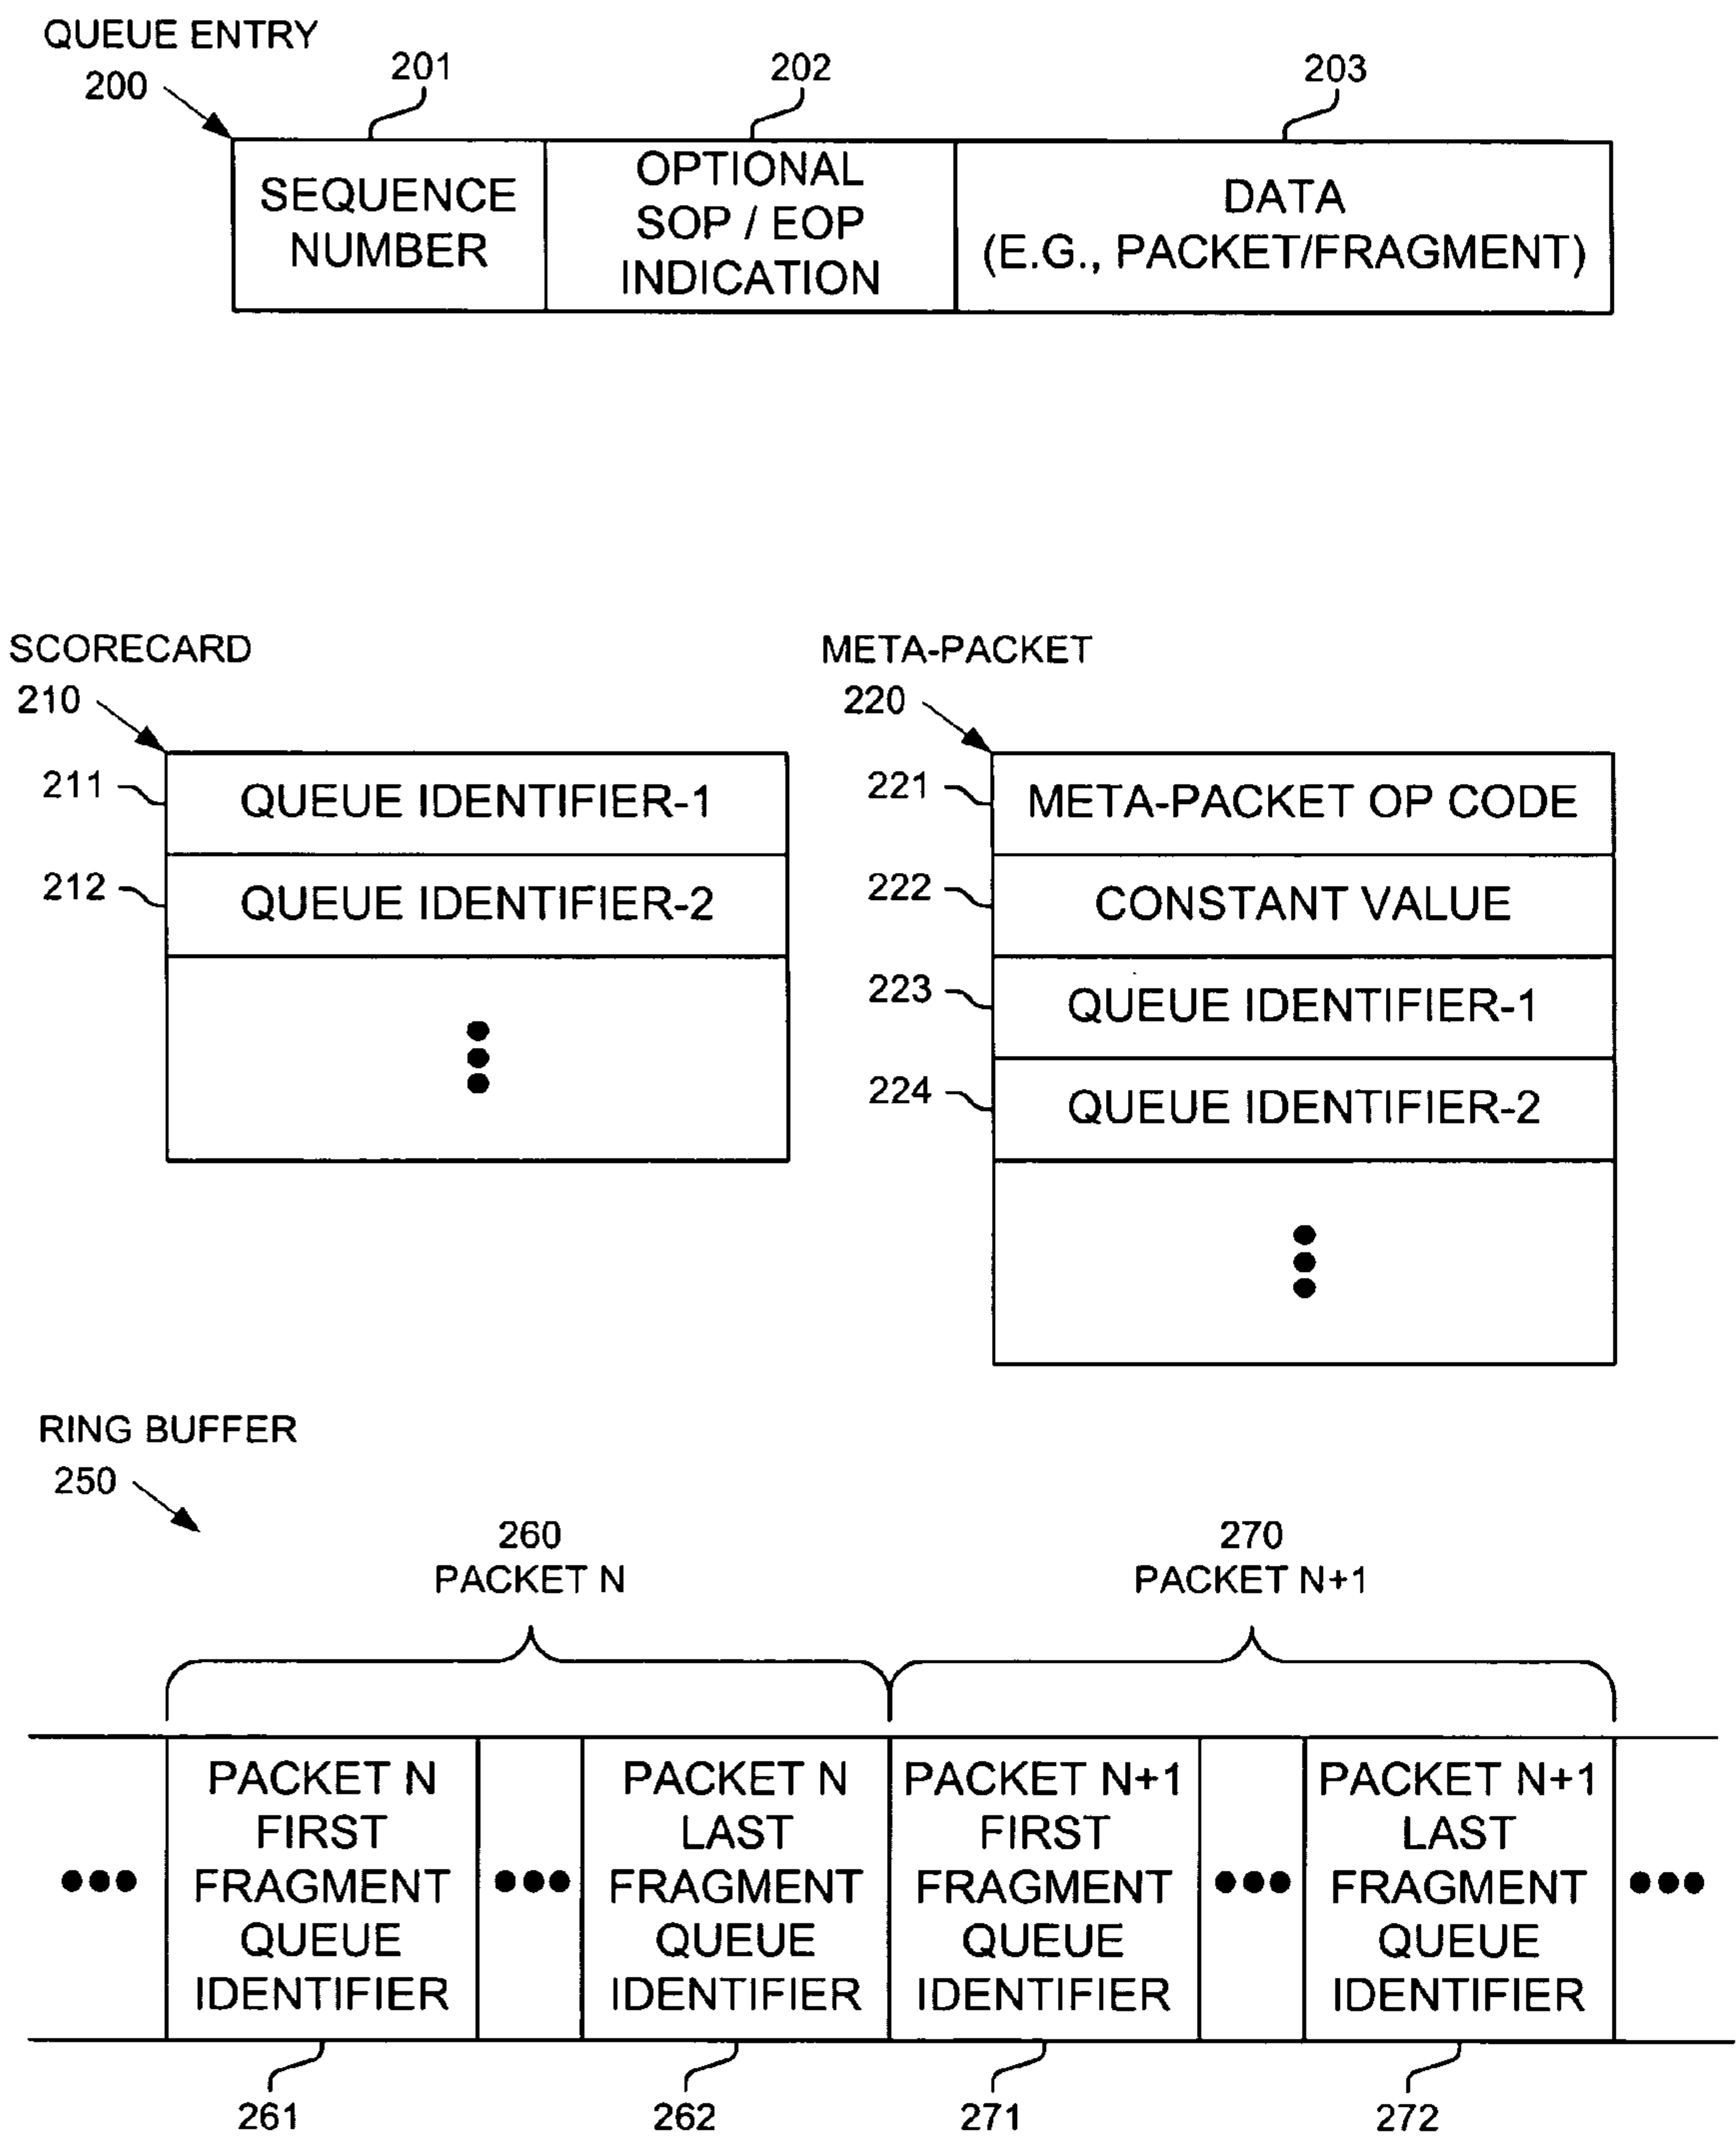 QUEUE ENTRY
200
201
202
203
SEQUENCE
NUMBER
OPTIONAL
SOP / EOP
INDICATION
DATA
(E.G., PACKET/FRAGMENT)
SCORECARD
210
211
QUEUE IDENTIFIER-1
212
QUEUE IDENTIFIER-2
META-PACKET
220
221
META-PACKET OP CODE
222
CONSTANT VALUE
223
QUEUE IDENTIFIER-1
224
QUEUE IDENTIFIER-2
RING BUFFER
250
260
PACKET N
270
PACKET N+1
PACKET N
FIRST
FRAGMENT
QUEUE
IDENTIFIER
PACKET N
LAST
FRAGMENT
QUEUE
IDENTIFIER
PACKET N+1
FIRST
FRAGMENT
QUEUE
IDENTIFIER
PACKET N+1
LAST
FRAGMENT
QUEUE
IDENTIFIER
261
262
271
272